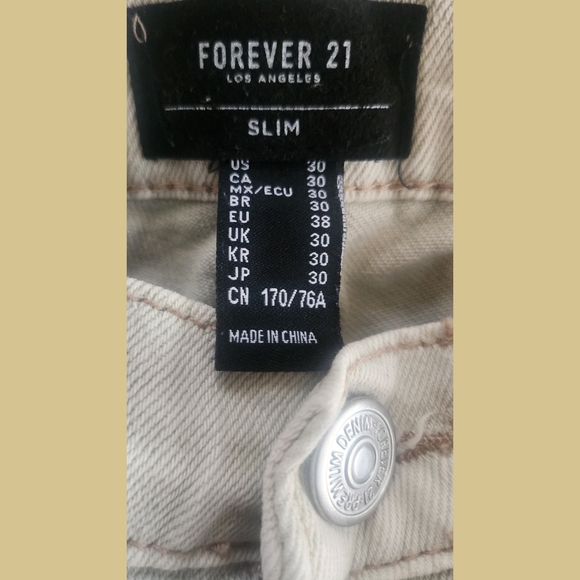 FOREVER 21
LOS ANGELES
SLIM
US 30
CA 30
MX/ECU 30
BR 30
EU 38
UK 30
KR 30
JP 30
CN 170/76A
MADE IN CHINA
DENIM